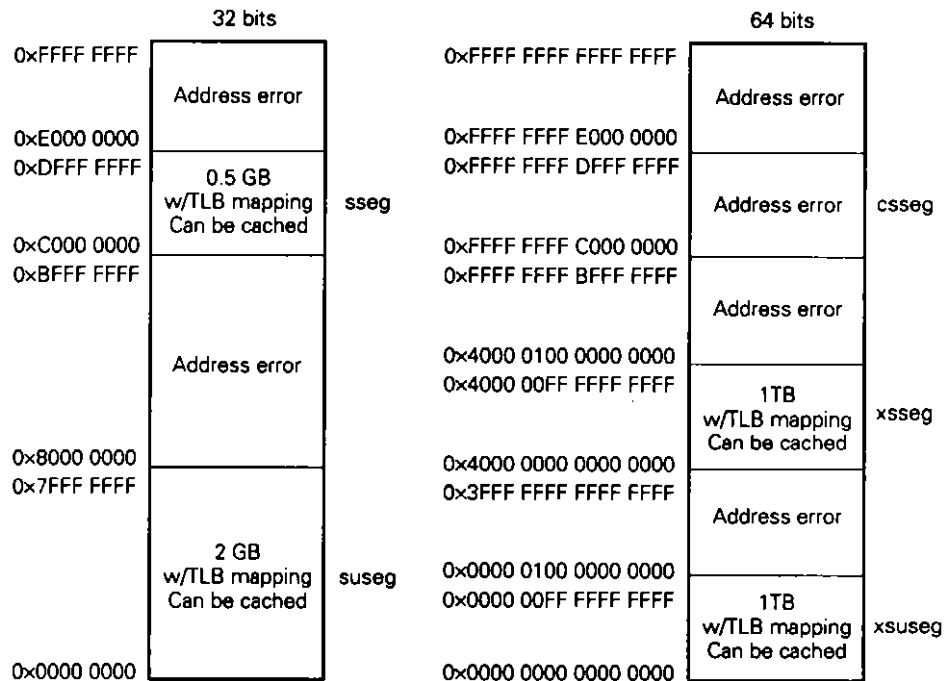 32 bits
0xFFFF FFFF
Address error
0xE000 0000
0xDFFF FFFF
0.5 GB
w/TLB mapping
Can be cached
sseg
0xC000 0000
0xBFFF FFFF
Address error
0x8000 0000
0x7FFF FFFF
2 GB
w/TLB mapping
Can be cached
suseg
0x0000 0000
64 bits
0xFFFF FFFF FFFF FFFF
Address error
0xFFFF FFFF E000 0000
0xFFFF FFFF DFFF FFFF
Address error
csseg
0xFFFF FFFF C000 0000
0xFFFF FFFF BFFF FFFF
Address error
0x4000 0100 0000 0000
0x4000 00FF FFFF FFFF
1TB
w/TLB mapping
Can be cached
xsseg
0x4000 0000 0000 0000
0x3FFF FFFF FFFF FFFF
Address error
0x0000 0100 0000 0000
0x0000 00FF FFFF FFFF
1TB
w/TLB mapping
Can be cached
xsuseg
0x0000 0000 0000 0000